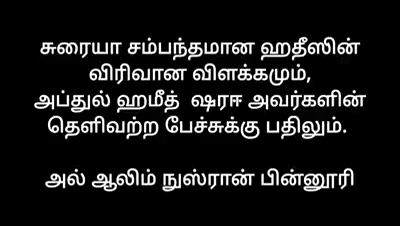 சுரையா சம்பந்தமான ஹதீஸின்
விரிவான விளக்கமும்,
அப்துல் ஹமீத் ஷரஈ அவர்களின்
தெளிவற்ற பேச்சுக்கு பதிலும்.
அல் ஆலிம் நுஸ்ரான் பின்னூரி